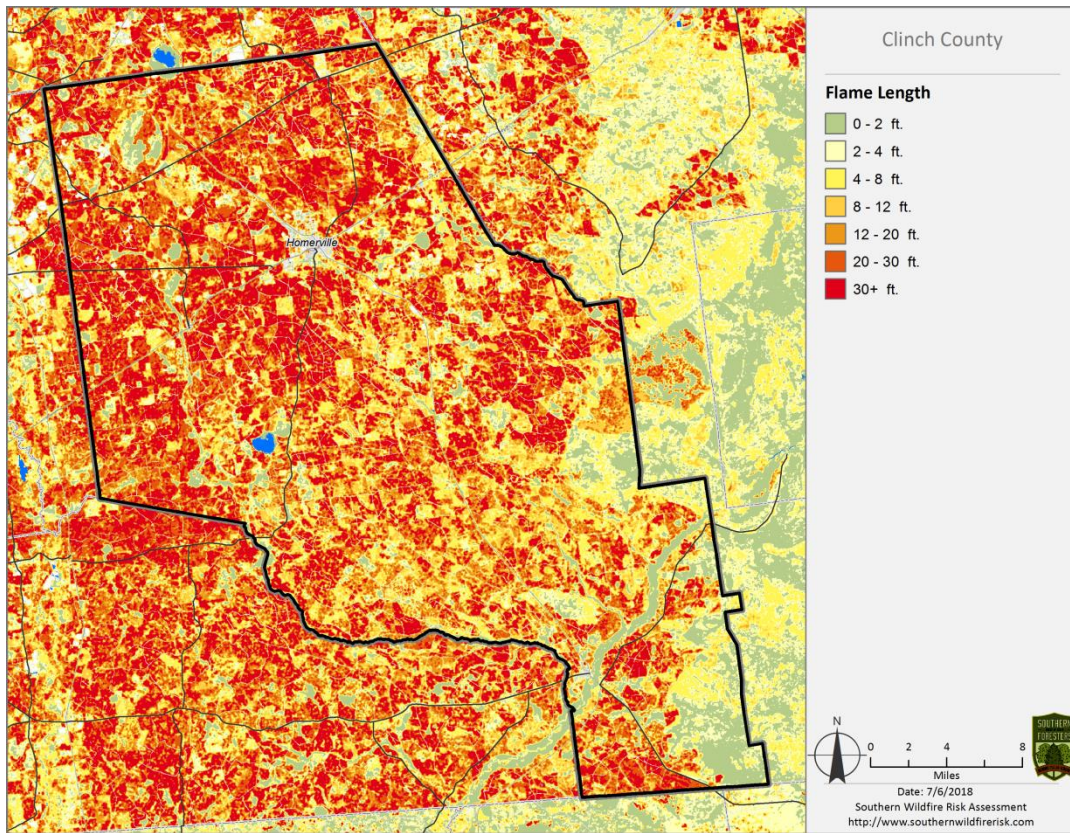 Clinch County
Flame Length
0 - 2 ft.
2 - 4 ft.
4 - 8 ft.
8 - 12 ft.
12 - 20 ft.
20 - 30 ft.
30+ ft.
Homerville
N
0 2 4 8
Miles
Date: 7/6/2018
Southern Wildfire Risk Assessment
http://www.southernwildfirerisk.com
SOUTHERN
FORESTERS